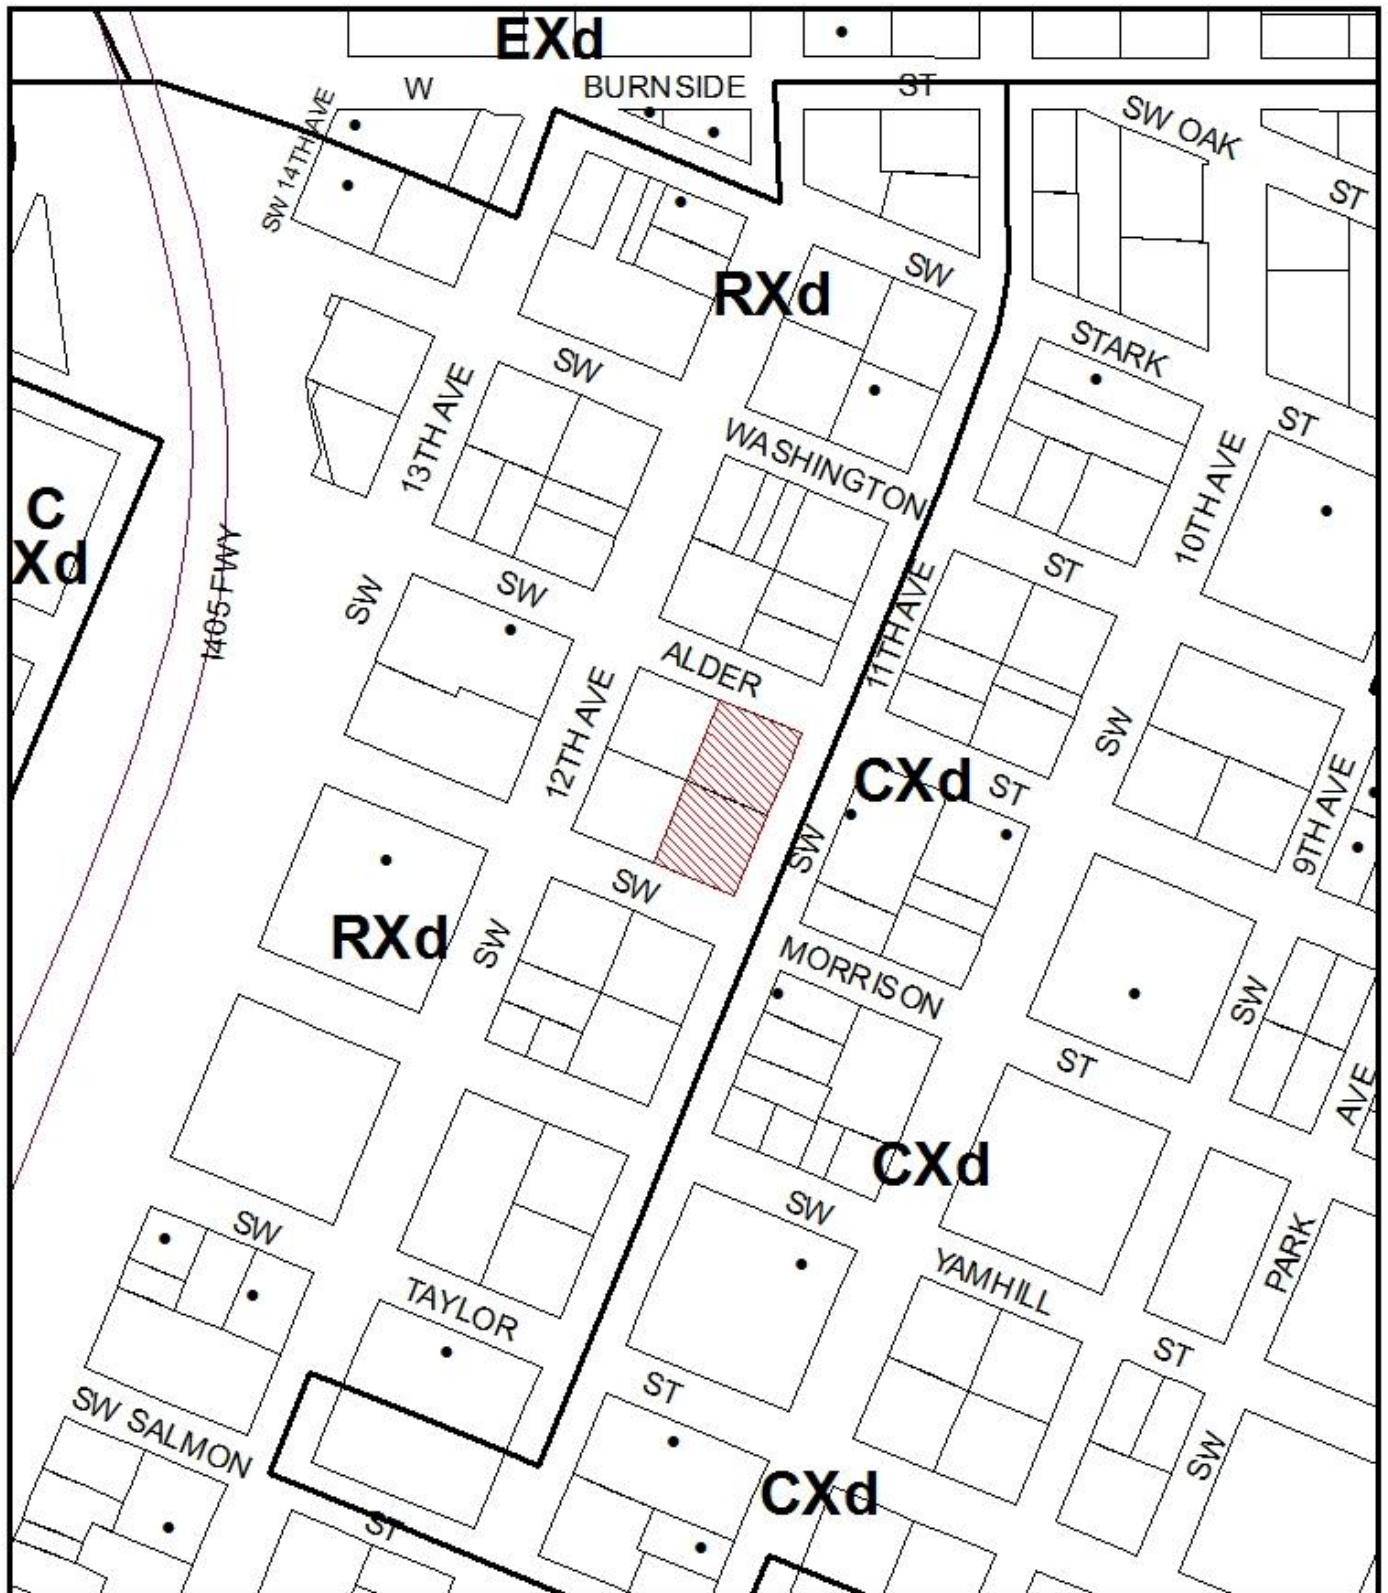 EXd
W BURNSIDE ST
SW 14TH AVE
SW OAK
ST
SW
RXd
STARK
SW
ST
13TH AVE
WASHINGTON
10TH AVE
C
Xd
I405 FWY
SW
SW
ST
11TH AVE
ALDER
12TH AVE
SW
CXd
ST
9TH AVE
SW
SW
RXd
SW
MORRISON
SW
ST
AVE
CXd
SW
SW
YAMHILL
PARK
TAYLOR
ST
ST
SW SALMON
SW
CXd
ST